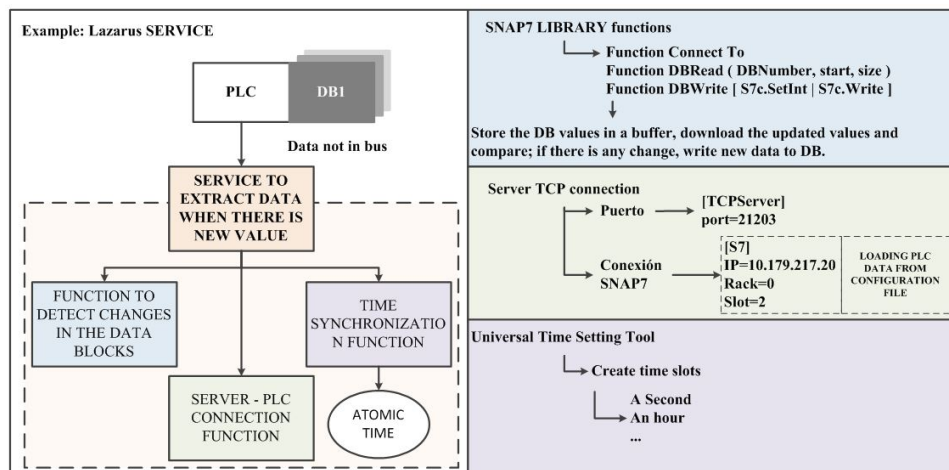 Example: Lazarus SERVICE
PLC
DB1
Data not in bus
SERVICE TO
EXTRACT DATA
WHEN THERE IS
NEW VALUE
FUNCTION TO
DETECT CHANGES
IN THE DATA
BLOCKS
TIME
SYNCHRONIZATIO
N FUNCTION
SERVER - PLC
CONNECTION
FUNCTION
ATOMIC
TIME
SNAP7 LIBRARY functions
Function Connect To
Function DBRead ( DBNumber, start, size )
Function DBWrite [ S7c.SetInt | S7c.Write ]
Store the DB values in a buffer, download the updated values and
compare; if there is any change, write new data to DB.
Server TCP connection
Puerto
[TCPServer]
port=21203
Conexión
SNAP7
[S7]
IP=10.179.217.20
Rack=0
Slot=2
LOADING PLC
DATA FROM
CONFIGURATION
FILE
Universal Time Setting Tool
Create time slots
A Second
An hour
...